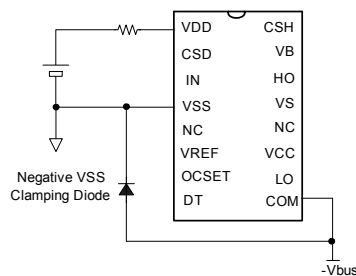 VDD
CSD
IN
VSS
NC
VREF
OCSET
DT
CSH
VB
HO
VS
NC
VCC
LO
COM
Negative VSS
Clamping Diode
-Vbus